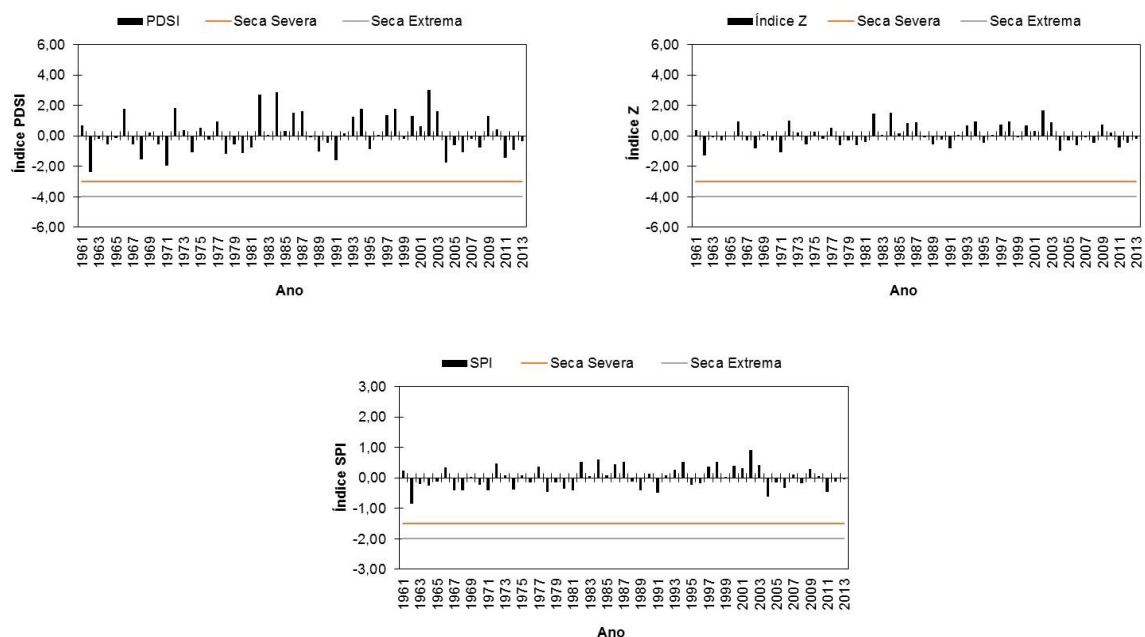 PDSI Seca Severa Seca Extrema
6,00
4,00
2,00
0,00
-2,00
-4,00
-6,00
Índice PDSI
1961 1963 1965 1967 1969 1971 1973 1975 1977 1979 1981 1983 1985 1987 1989 1991 1993 1995 1997 1999 2001 2003 2005 2007 2009 2011 2013
Ano
Índice Z Seca Severa Seca Extrema
6,00
4,00
2,00
0,00
-2,00
-4,00
-6,00
Índice Z
1961 1963 1965 1967 1969 1971 1973 1975 1977 1979 1981 1983 1985 1987 1989 1991 1993 1995 1997 1999 2001 2003 2005 2007 2009 2011 2013
Ano
SPI Seca Severa Seca Extrema
3,00
2,00
1,00
0,00
-1,00
-2,00
-3,00
Índice SPI
1961 1963 1965 1967 1969 1971 1973 1975 1977 1979 1981 1983 1985 1987 1989 1991 1993 1995 1997 1999 2001 2003 2005 2007 2009 2011 2013
Ano